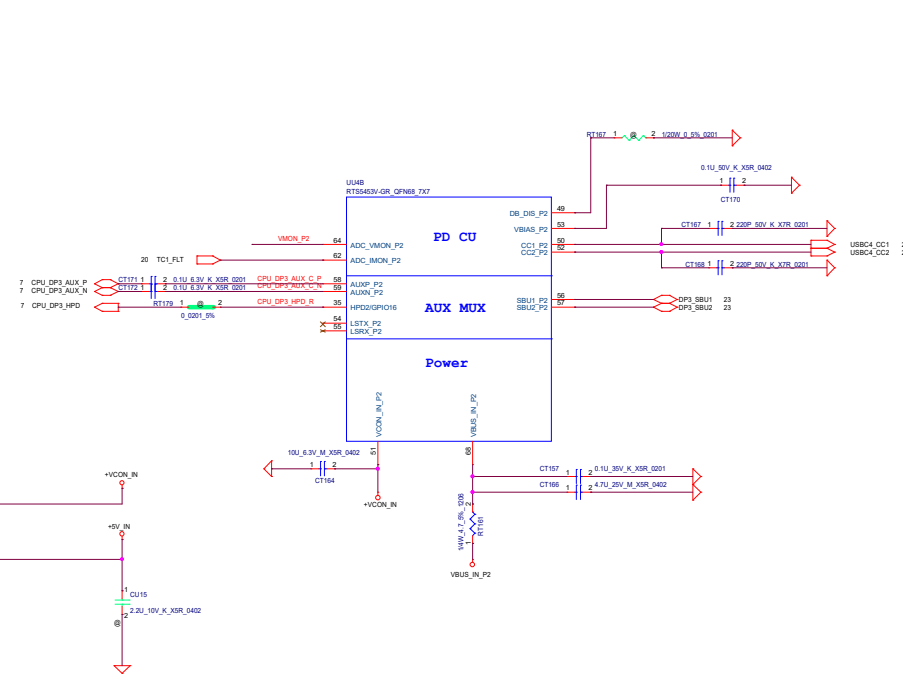 RT167 1 @ 2 1/20W_0_5%_0201
0.1U_50V_K_X5R_0402
1 2
CT170
UU4B
RTS5453V-GR_QFN68_7X7
DB_DIS_P2 49
VBIAS_P2 53
CT167 1 2 220P_50V_K_X7R_0201
PD CU
VMON_P2 64 ADC_VMON_P2
CC1_P2 50 USBC4_CC1 2
CC2_P2 52 USBC4_CC2 2
20 TC1_FLT 62 ADC_IMON_P2
CT168 1 2 220P_50V_K_X7R_0201
7 CPU_DP3_AUX_P CT171 1 2 0.1U_6.3V_K_X5R_0201 CPU_DP3_AUX_C_P 58 AUXP_P2
7 CPU_DP3_AUX_N CT172 1 2 0.1U_6.3V_K_X5R_0201 CPU_DP3_AUX_C_N 59 AUXN_P2
7 CPU_DP3_HPD RT179 1 @ 2 CPU_DP3_HPD_R 35 HPD2/GPIO16
0_0201_5%
AUX MUX
SBU1_P2 56 DP3_SBU1 23
SBU2_P2 57 DP3_SBU2 23
54 LSTX_P2
55 LSRX_P2
Power
VCON_IN_P2
VBUS_IN_P2
51
68
10U_6.3V_M_X5R_0402
1 2
CT164
+VCON_IN
CT157 1 2 0.1U_35V_K_X5R_0201
CT166 1 2 4.7U_25V_M_X5R_0402
1/4W_4.7_5%_1206
2
RT161
1
VBUS_IN_P2
+VCON_IN
+5V_IN
1
CU15
2.2U_10V_K_X5R_0402
2
@